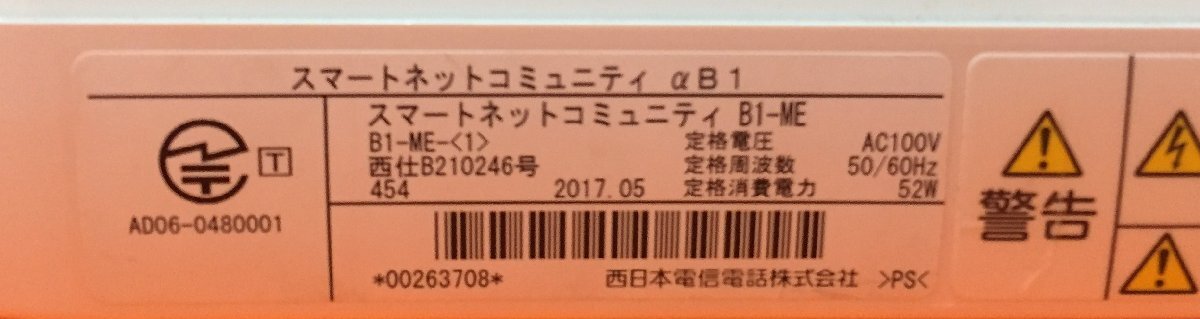 スマートネットコミュニティ αB1
T
AD06-0480001
スマートネットコミュニティ B1-ME
B1-ME-<1> 定格電圧 AC100V
西仕B210246号 定格周波数 50/60Hz
454 2017.05 定格消費電力 52W
*00263708* 西日本電信電話株式会社 >PS<
警告